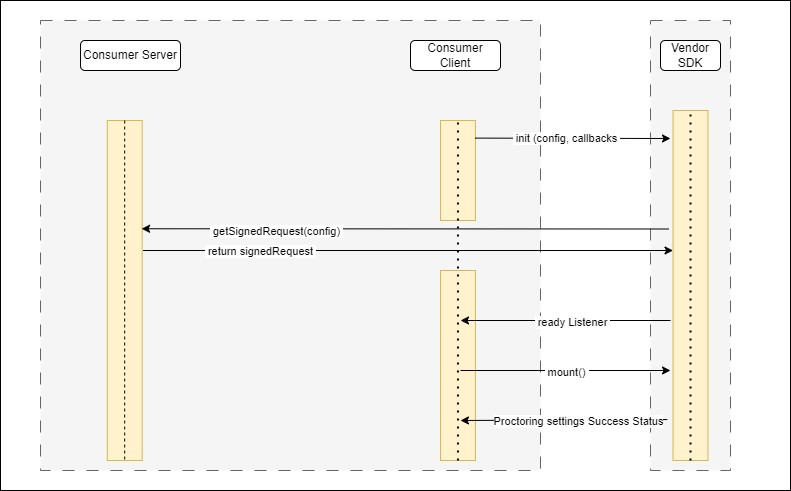 Consumer Server
Consumer
Client
Vendor
SDK
init (config, callbacks
getSignedRequest(config)
return signedRequest
ready Listener
mount()
Proctoring settings Success Status